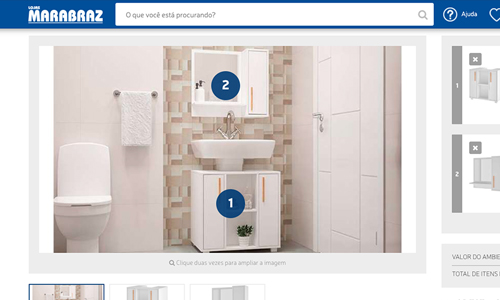 LOJAS
MARABRAZ
O que você está procurando?
Ajuda
2
1
1
2
Clique duas vezes para ampliar a imagem
VALOR DO AMBIE
TOTAL DE ITENS